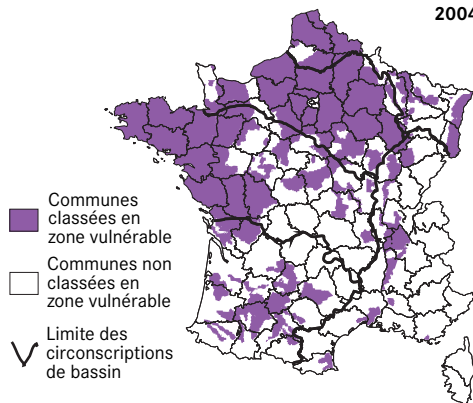 2004
Communes
classées en
zone vulnérable
Communes non
classées en
zone vulnérable
Limite des
circonscriptions
de bassin